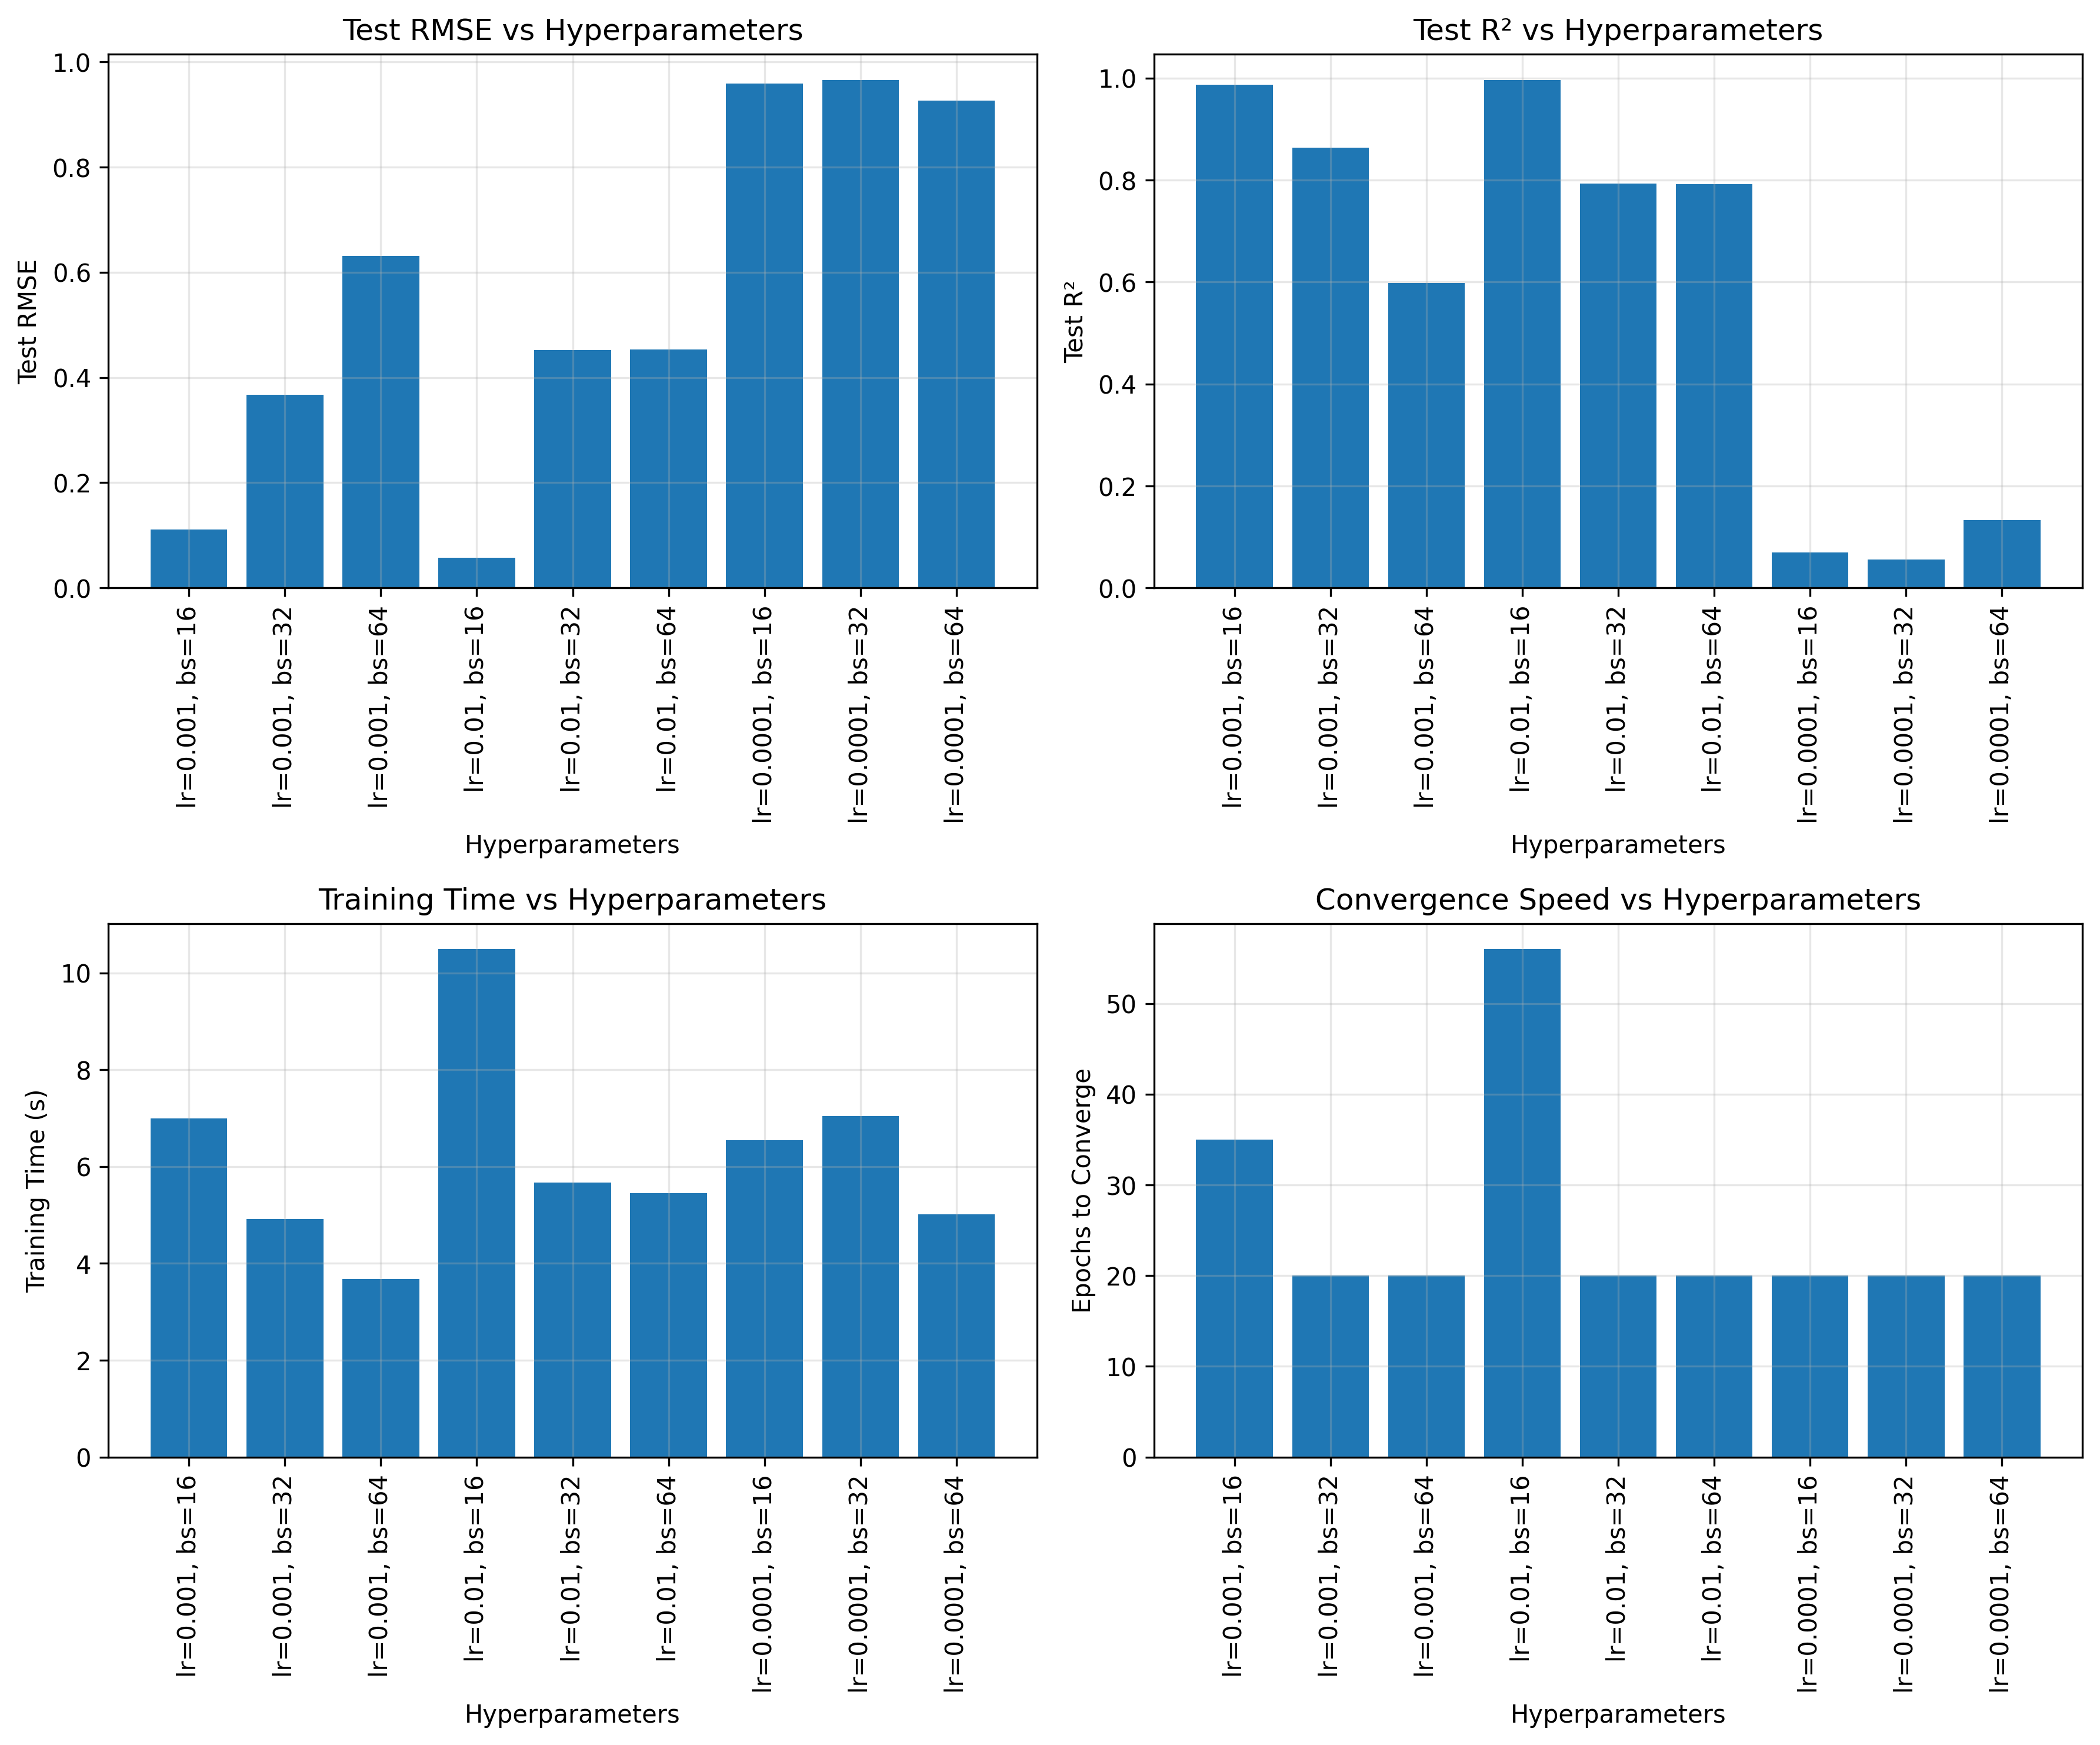 Test RMSE vs Hyperparameters
Test RMSE
1.0
0.8
0.6
0.4
0.2
0.0
lr=0.001, bs=16
lr=0.001, bs=32
lr=0.001, bs=64
lr=0.01, bs=16
lr=0.01, bs=32
lr=0.01, bs=64
lr=0.0001, bs=16
lr=0.0001, bs=32
lr=0.0001, bs=64
Hyperparameters
Test R² vs Hyperparameters
Test R²
1.0
0.8
0.6
0.4
0.2
0.0
lr=0.001, bs=16
lr=0.001, bs=32
lr=0.001, bs=64
lr=0.01, bs=16
lr=0.01, bs=32
lr=0.01, bs=64
lr=0.0001, bs=16
lr=0.0001, bs=32
lr=0.0001, bs=64
Hyperparameters
Training Time vs Hyperparameters
Training Time (s)
10
8
6
4
2
0
lr=0.001, bs=16
lr=0.001, bs=32
lr=0.001, bs=64
lr=0.01, bs=16
lr=0.01, bs=32
lr=0.01, bs=64
lr=0.0001, bs=16
lr=0.0001, bs=32
lr=0.0001, bs=64
Hyperparameters
Convergence Speed vs Hyperparameters
Epochs to Converge
50
40
30
20
10
0
lr=0.001, bs=16
lr=0.001, bs=32
lr=0.001, bs=64
lr=0.01, bs=16
lr=0.01, bs=32
lr=0.01, bs=64
lr=0.0001, bs=16
lr=0.0001, bs=32
lr=0.0001, bs=64
Hyperparameters